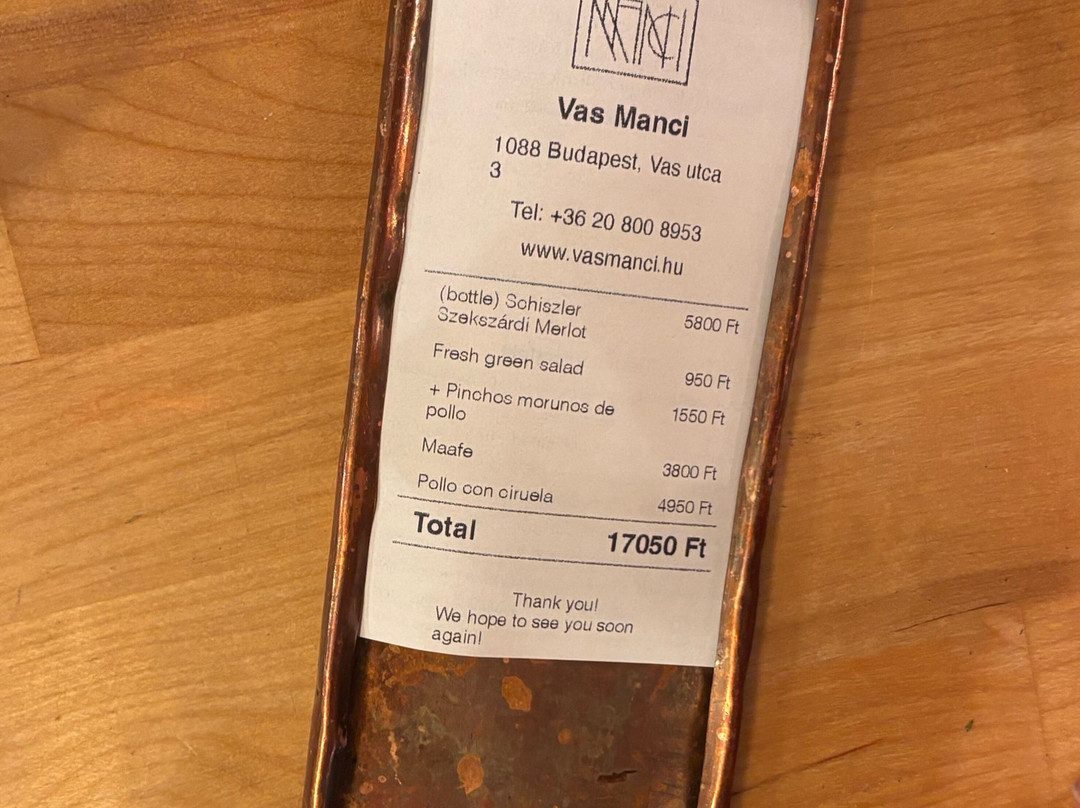 MANCI
Vas Manci
1088 Budapest, Vas utca
3
Tel: +36 20 800 8953
www.vasmanci.hu
(bottle) Schiszler
Szekszárdi Merlot 5800 Ft
Fresh green salad 950 Ft
+ Pinchos morunos de 1550 Ft
pollo
Maafe 3800 Ft
Pollo con ciruela 4950 Ft
Total 17050 Ft
Thank you!
We hope to see you soon
again!